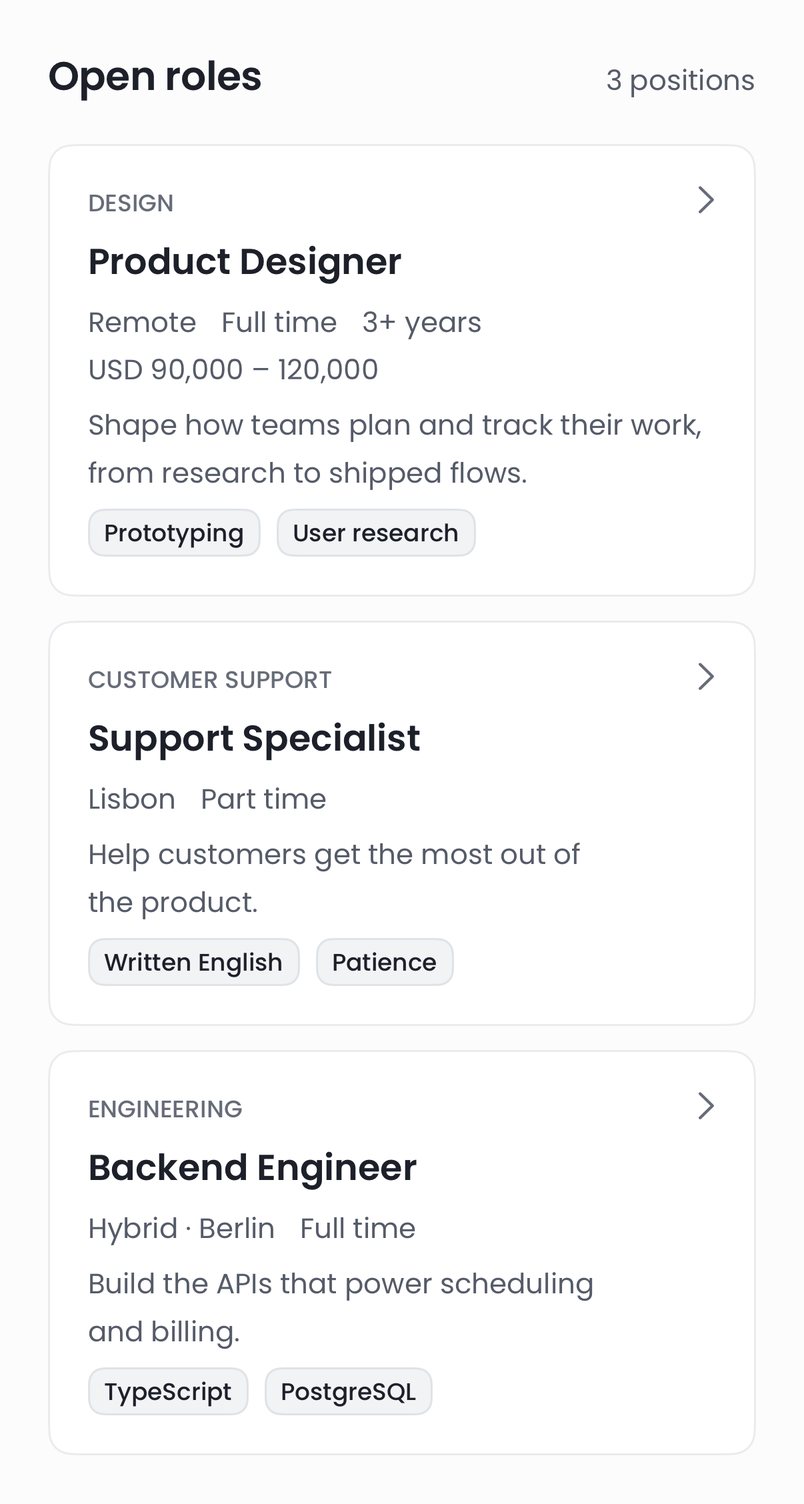 Open roles
3 positions
DESIGN
Product Designer
Remote Full time 3+ years
USD 90,000 – 120,000
Shape how teams plan and track their work,
from research to shipped flows.
Prototyping User research
CUSTOMER SUPPORT
Support Specialist
Lisbon Part time
Help customers get the most out of
the product.
Written English Patience
ENGINEERING
Backend Engineer
Hybrid · Berlin Full time
Build the APIs that power scheduling
and billing.
TypeScript PostgreSQL